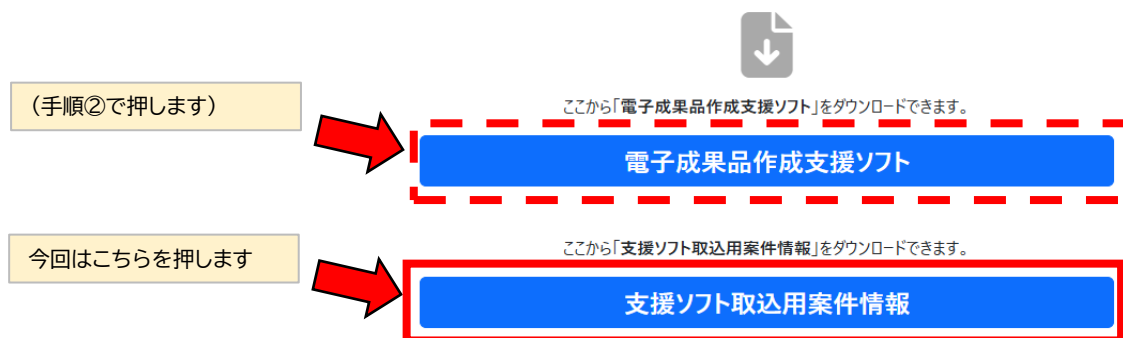 (手順②で押します)
ここから「電子成果品作成支援ソフト」をダウンロードできます。
電子成果品作成支援ソフト
今回はこちらを押します
ここから「支援ソフト取込用案件情報」をダウンロードできます。
支援ソフト取込用案件情報